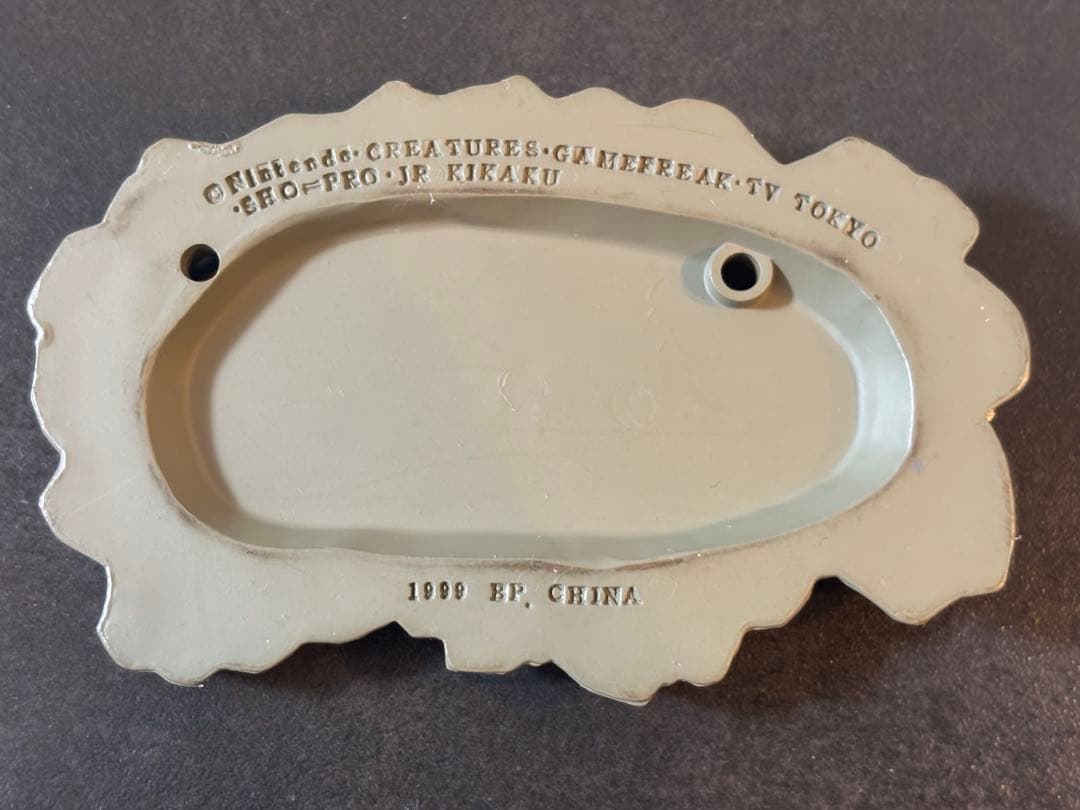 ©Nintendo・CREATURES・GAMEFREAK・TV TOKYO
・SHO=PRO・JR KIKAKU
1999 BP. CHINA